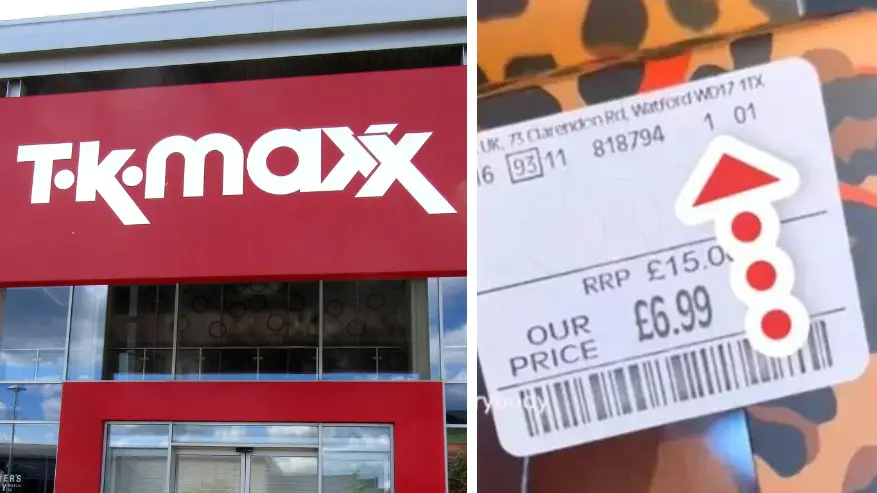 T.K.maxx
UK, 73 Clarendon Rd, Watford WD17 1TX
16 93 11 818794 1 01
RRP £15.0
OUR PRICE £6.99